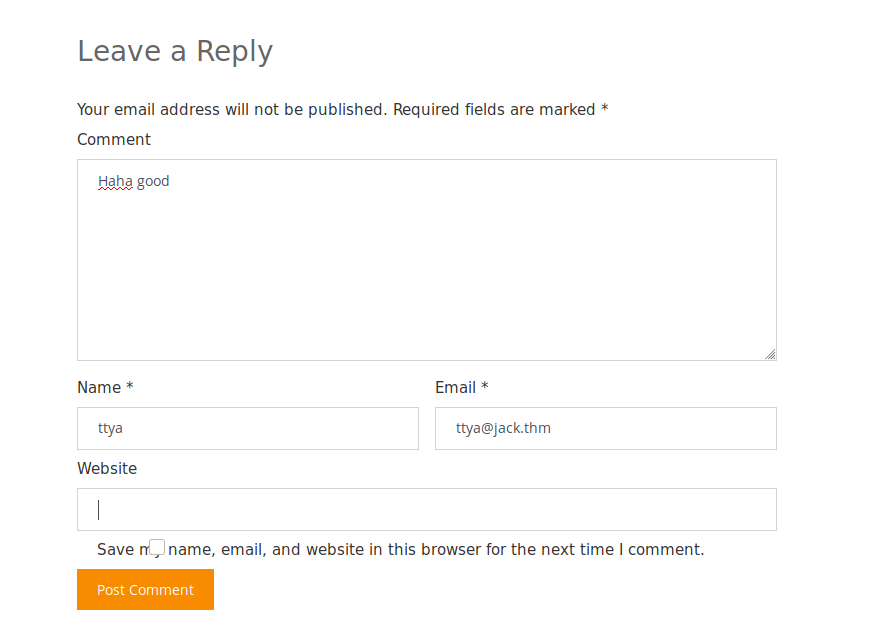 Leave a Reply
Your email address will not be published. Required fields are marked *
Comment
Haha good
Name * Email *
ttya ttya@jack.thm
Website
Save my name, email, and website in this browser for the next time I comment.
Post Comment